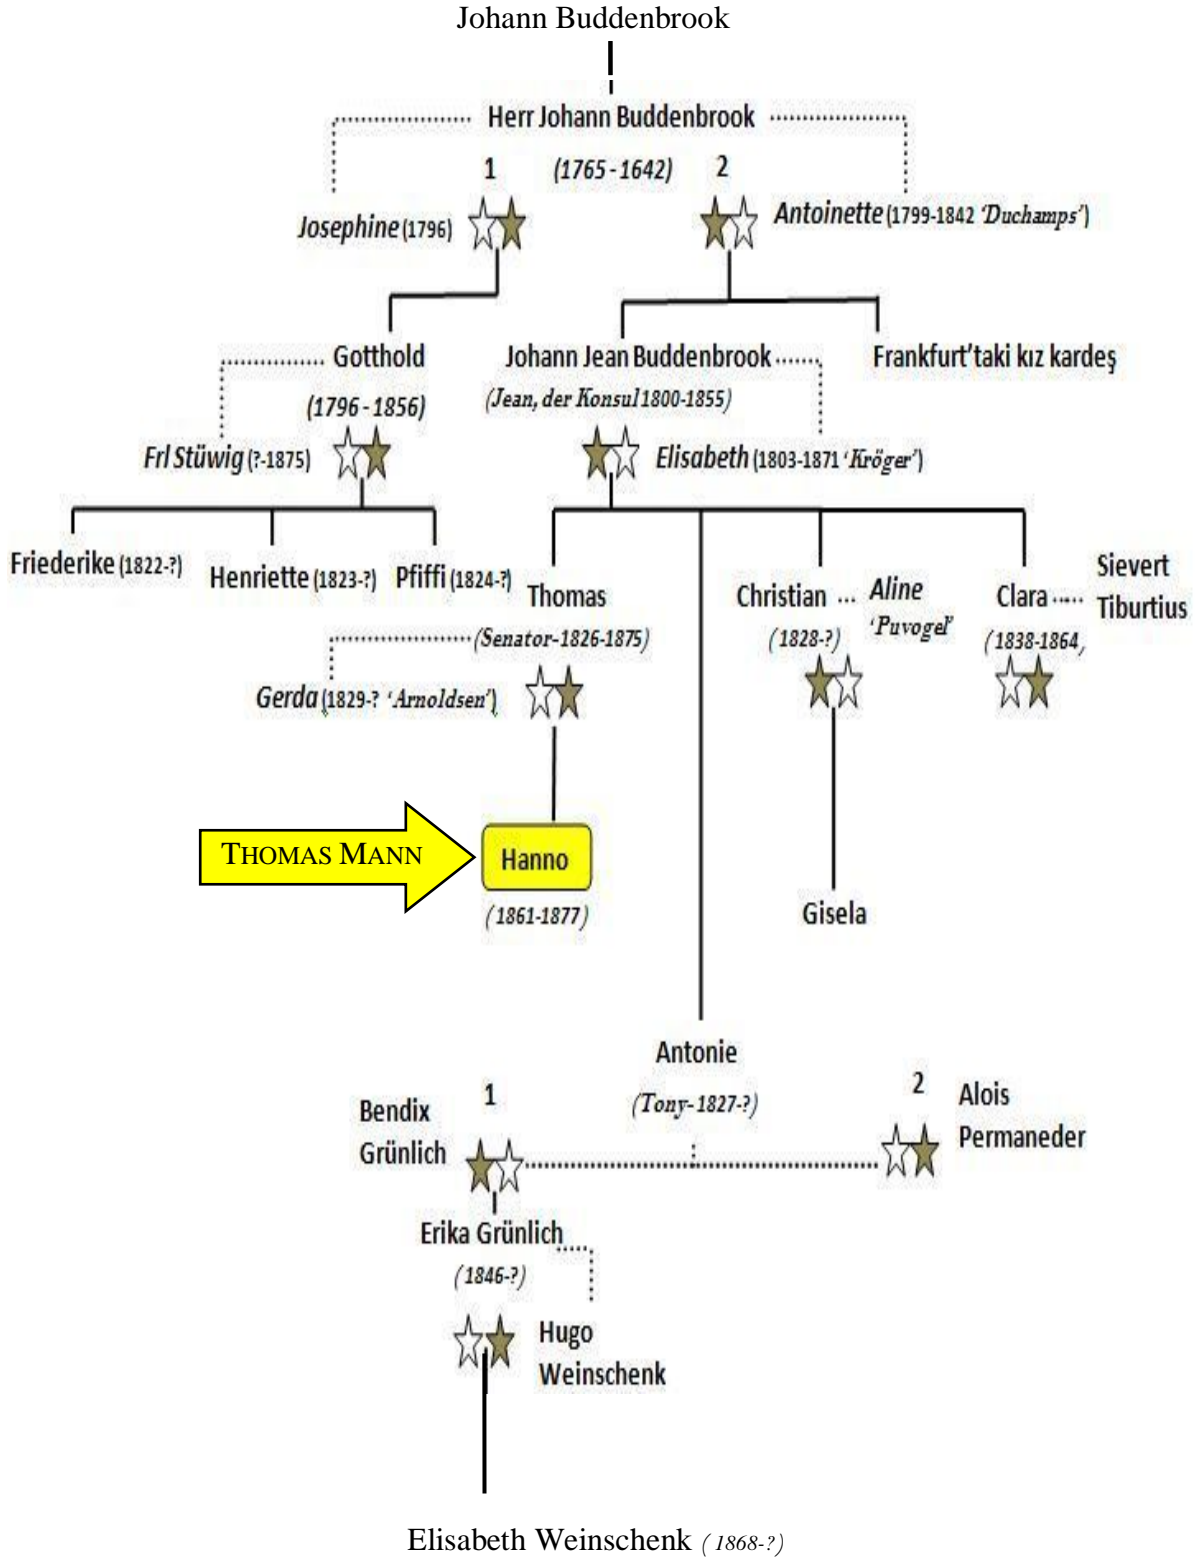 Johann Buddenbrook
Herr Johann Buddenbrook
1 (1765 - 1642) 2
Josephine (1796)
Antoinette (1799-1842 'Duchamps')
Gotthold
Johann Jean Buddenbrook
Frankfurt'taki kız kardeş
(1796 - 1856)
(Jean, der Konsul 1800-1855)
Frl Stüwig (?-1875)
Elisabeth (1803-1871 'Kröger')
Friederike (1822-?)
Henriette (1823-?)
Pfiffi (1824-?)
Thomas
(Senator-1826-1875)
Gerda (1829-? 'Arnoldsen')
Christian ... Aline
'Puvogel'
(1828-?)
Clara ..... Sievert
Tiburtius
(1838-1864,
THOMAS MANN
Hanno
(1861-1877)
Gisela
Antonie
(Tony- 1827-?)
1
Bendix
Grünlich
2
Alois
Permaneder
Erika Grünlich
(1846-?)
Hugo
Weinschenk
Elisabeth Weinschenk (1868-?)